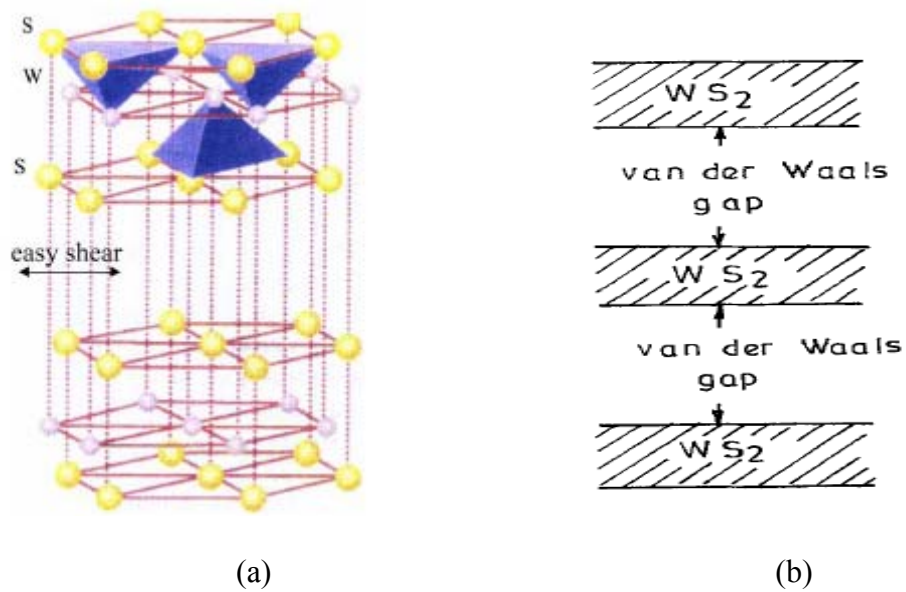 S
W
S
easy shear
(a)
WS2
van der Waals
gap
WS2
van der Waals
gap
WS2
(b)